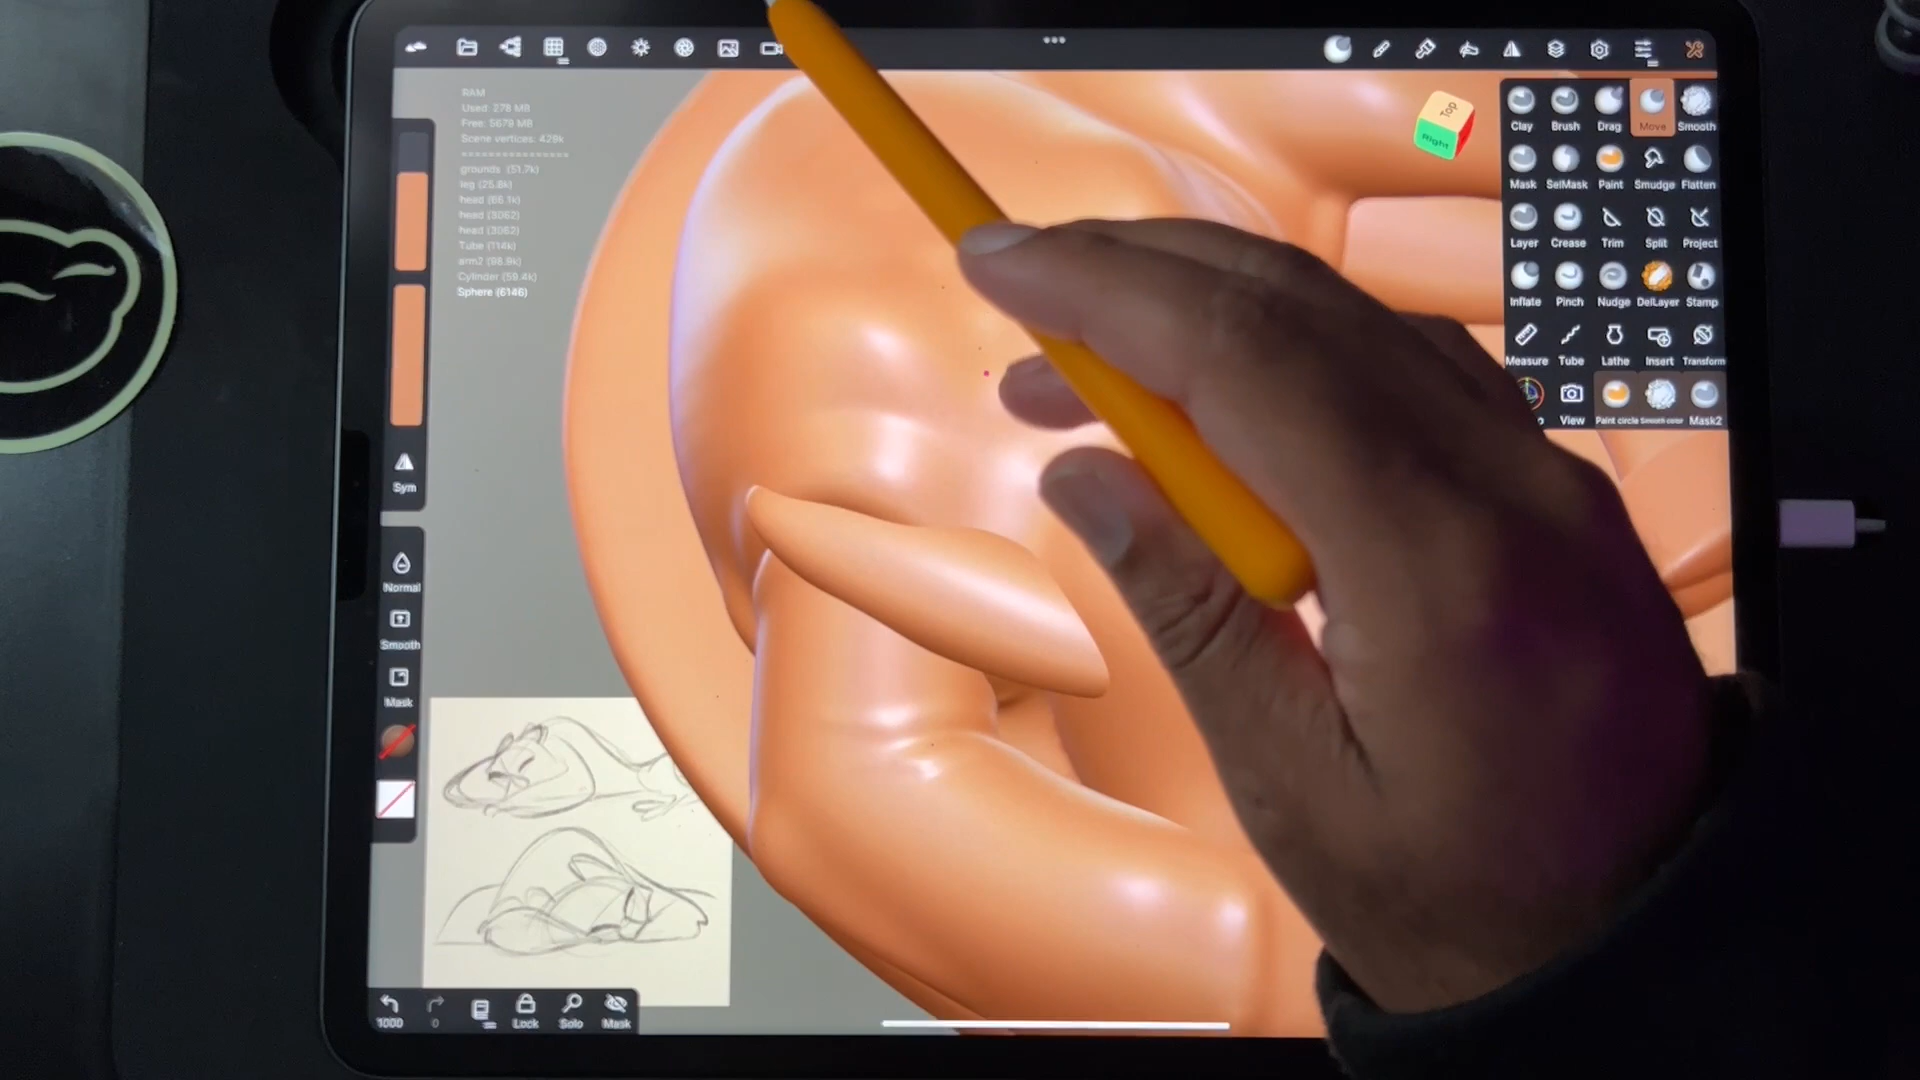 RAM
Used: 278 MB
Free: 5679 MB
Scene vertices: 429k
===================
grounds (51.7k)
leg (25.8k)
head (66.1k)
head (3062)
head (3062)
Tube (114k)
arm2 (98.9k)
Cylinder (59.4k)
Sphere (6146)
Top
Right
Clay Brush Drag Move Smooth
Mask SelMask Paint Smudge Flatten
Layer Crease Trim Split Project
Inflate Pinch Nudge DelLayer Stamp
Measure Tube Lathe Insert Transform
View Paint circle Smooth color Mask2
Sym
Normal
Smooth
Mask
1000 0 Lock Solo Mask